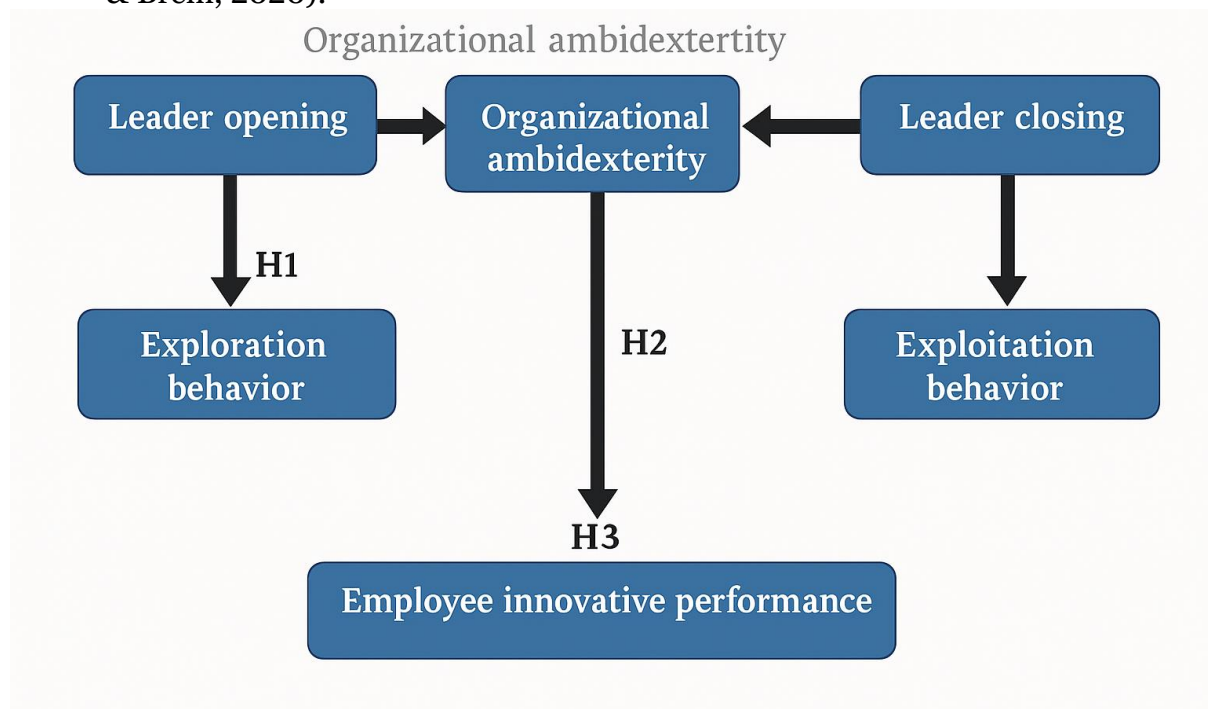 Organizational ambidextertity
Leader opening
Organizational
ambidexterity
Leader closing
H1
Exploration
behavior
H2
Exploitation
behavior
H3
Employee innovative performance